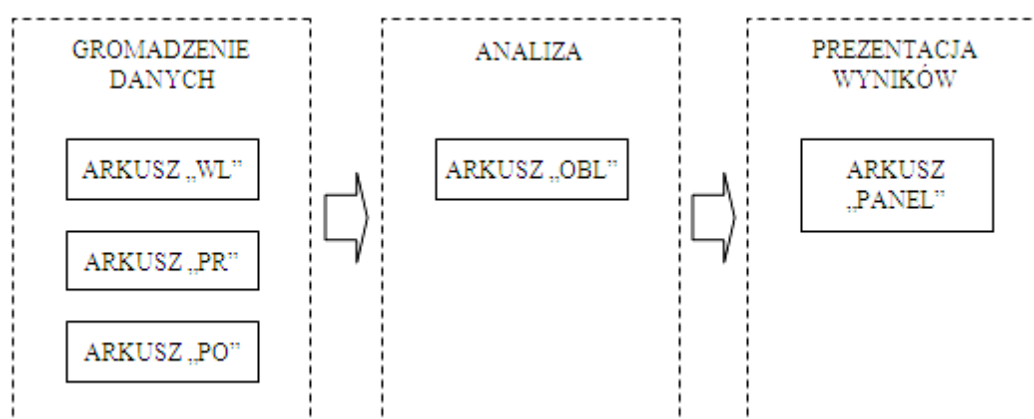 GROMADZENIE
DANYCH
ARKUSZ „WL”
ARKUSZ „PR”
ARKUSZ „PO”
ANALIZA
ARKUSZ „OBL”
PREZENTACJA
WYNIKÓW
ARKUSZ
„PANEL”